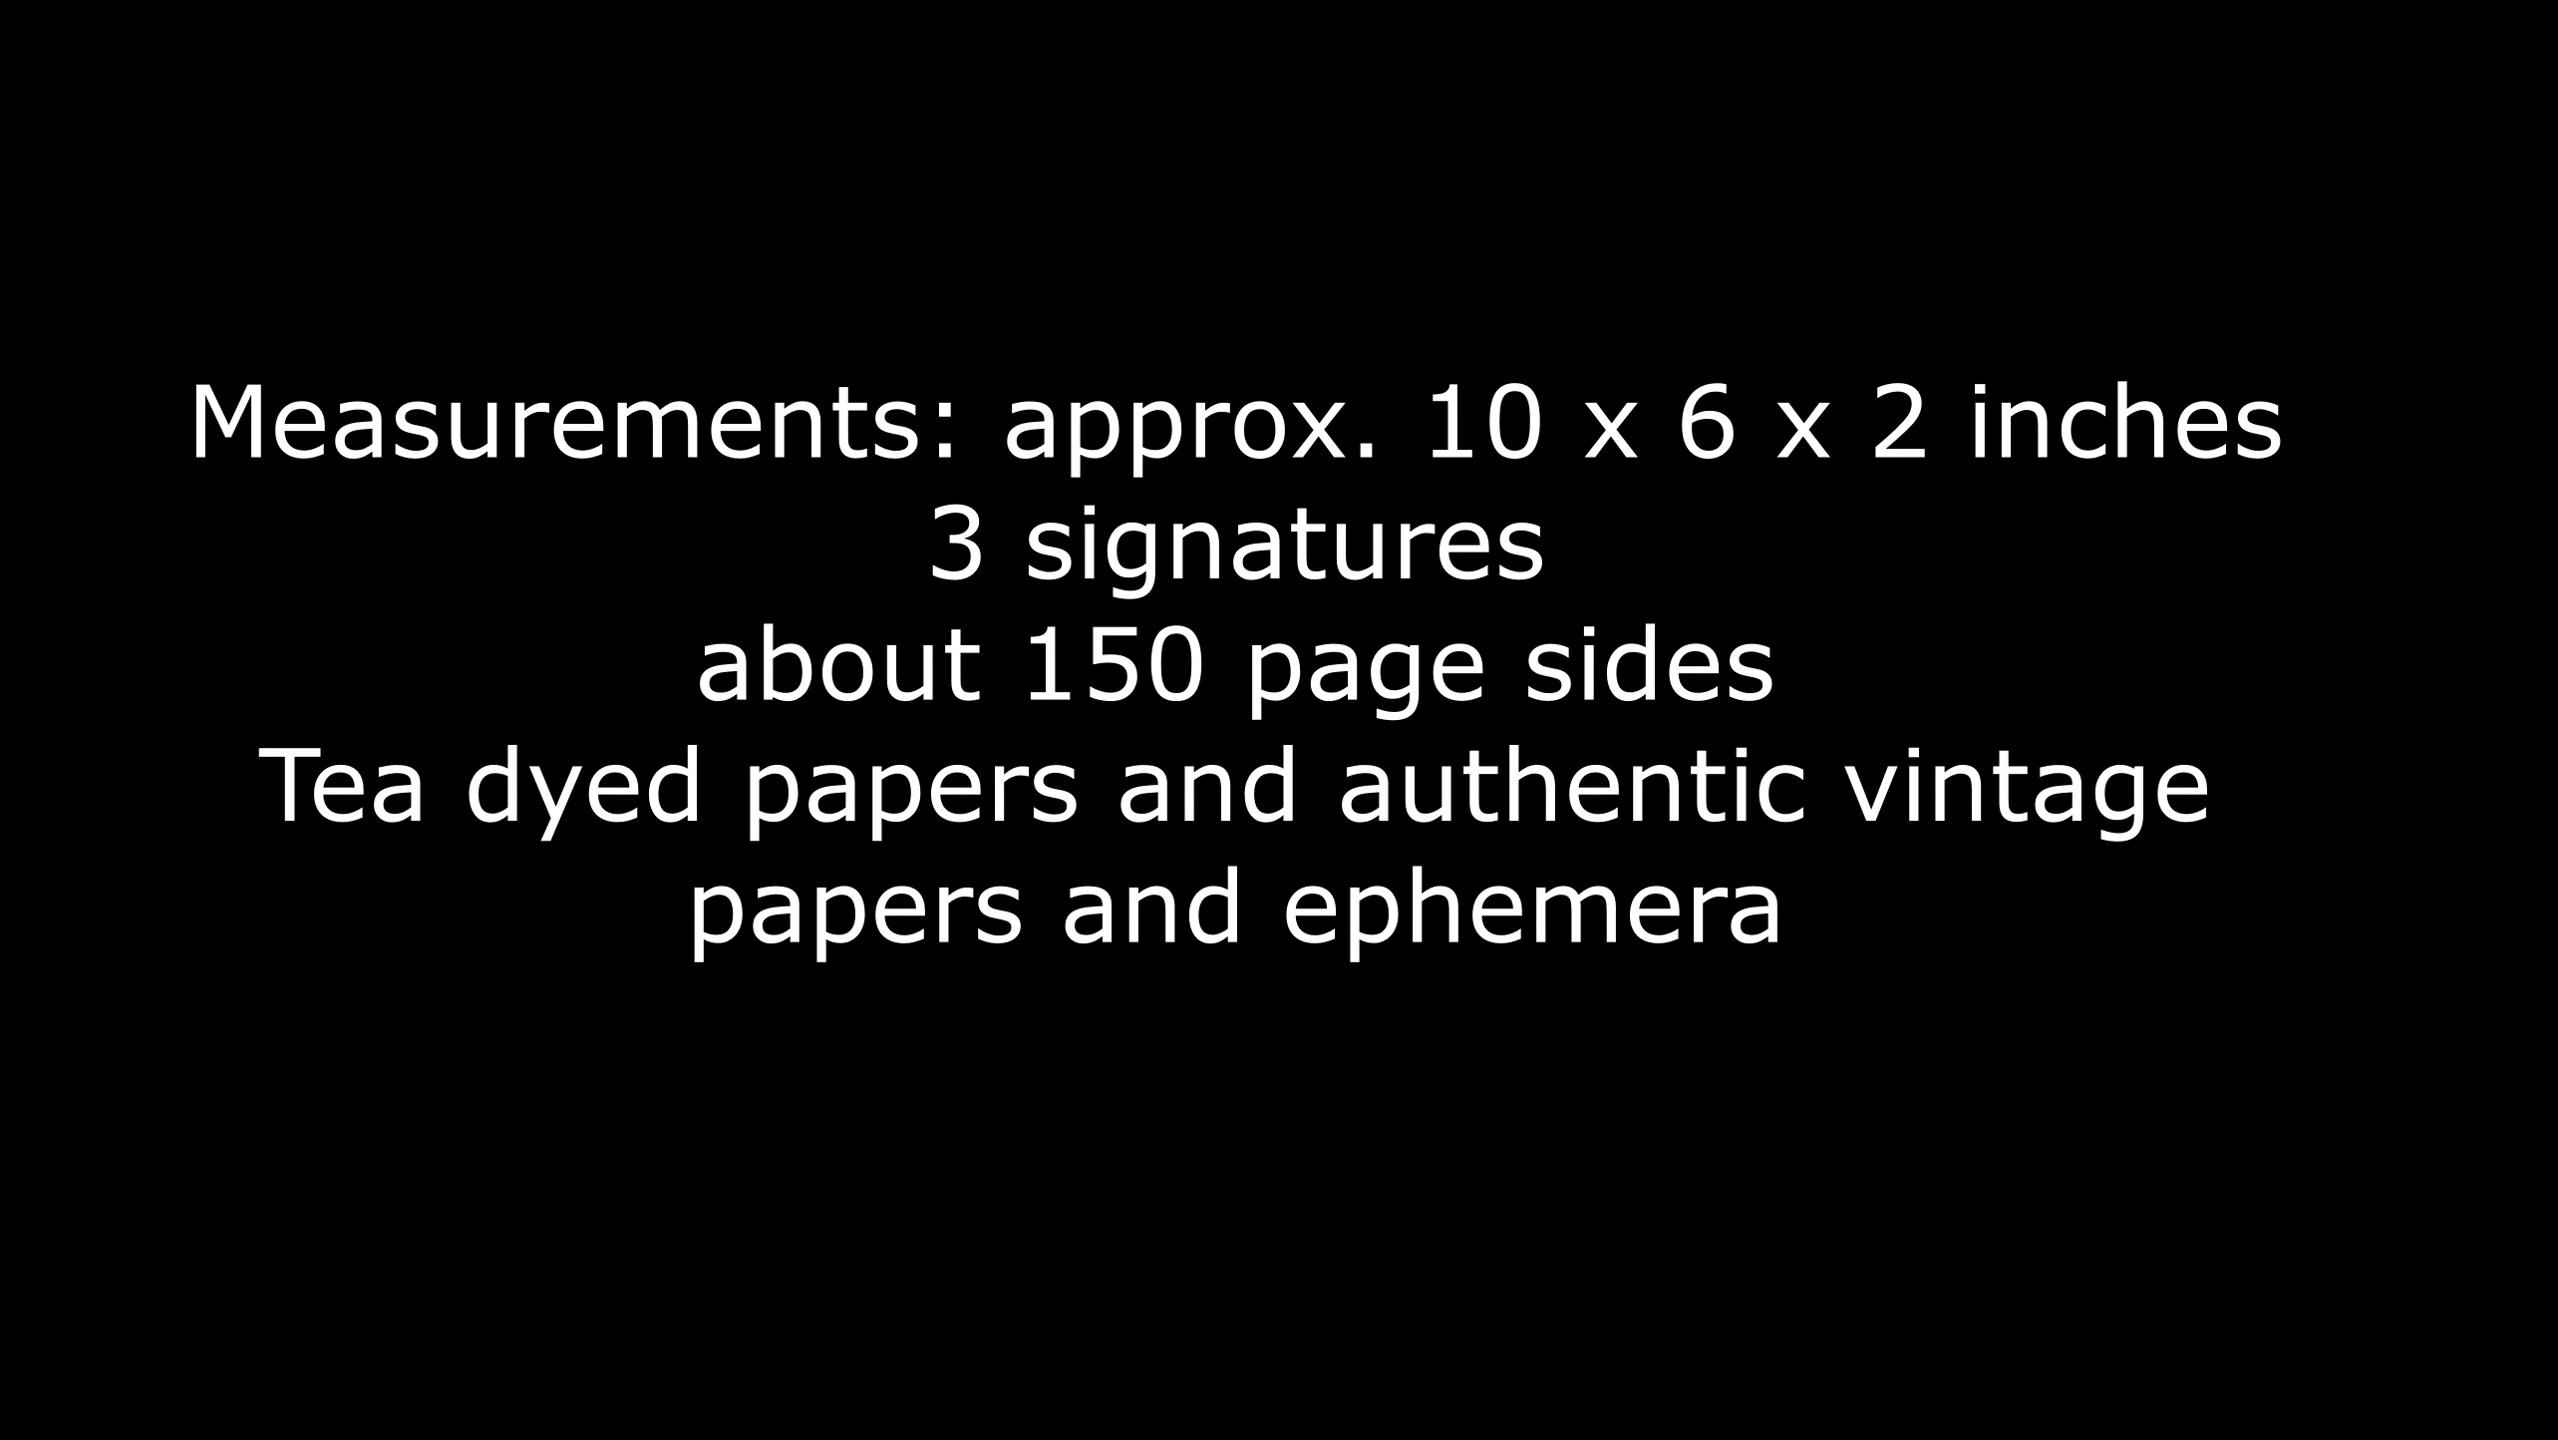 Measurements: approx. 10 x 6 x 2 inches
3 signatures
about 150 page sides
Tea dyed papers and authentic vintage
papers and ephemera